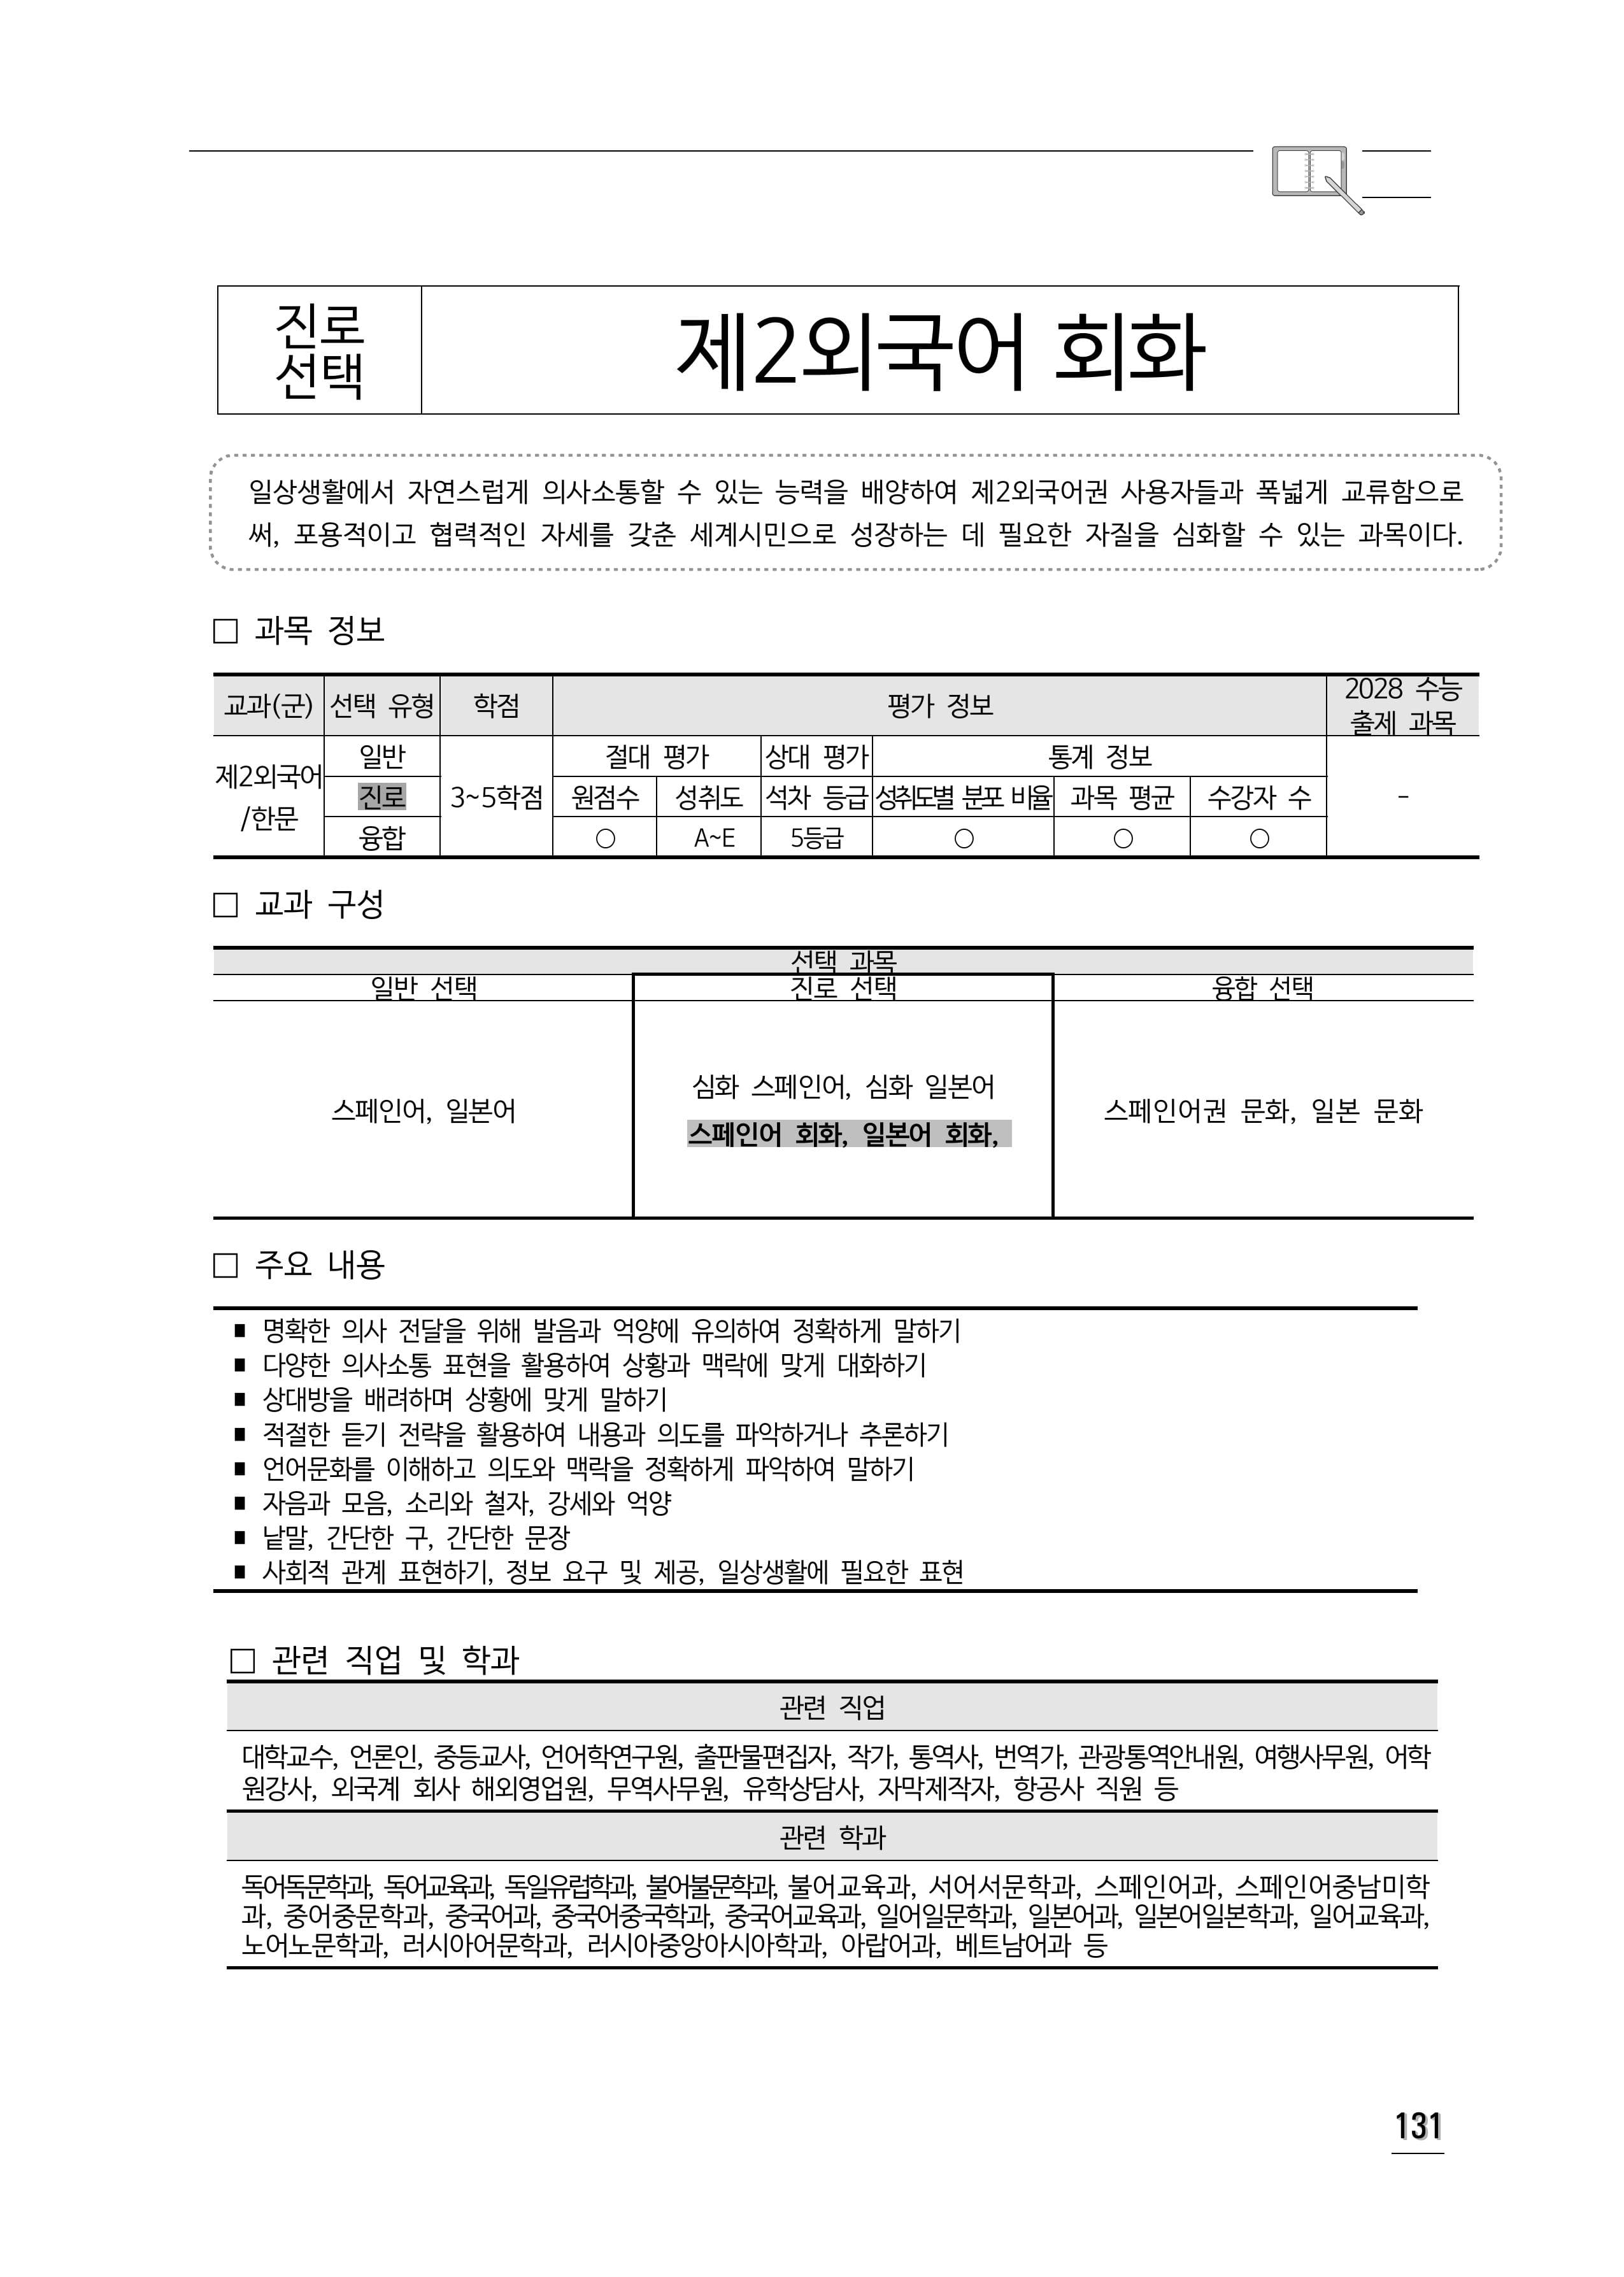 진로
선택
제2외국어 회화
일상생활에서 자연스럽게 의사소통할 수 있는 능력을 배양하여 제2외국어권 사용자들과 폭넓게 교류함으로
써, 포용적이고 협력적인 자세를 갖춘 세계시민으로 성장하는 데 필요한 자질을 심화할 수 있는 과목이다.
□ 과목 정보
교과(군) 선택 유형 학점 평가 정보 2028 수능
출제 과목
제2외국어
/한문
일반
진로
융합
3~5학점
절대 평가 상대 평가 통계 정보
원점수 성취도 석차 등급 성취도별 분포 비율 과목 평균 수강자 수
○ A~E 5등급 ○ ○ ○
-
□ 교과 구성
선택 과목
일반 선택 진로 선택 융합 선택
스페인어, 일본어
심화 스페인어, 심화 일본어
스페인어 회화, 일본어 회화,
스페인어권 문화, 일본 문화
□ 주요 내용
■ 명확한 의사 전달을 위해 발음과 억양에 유의하여 정확하게 말하기
■ 다양한 의사소통 표현을 활용하여 상황과 맥락에 맞게 대화하기
■ 상대방을 배려하며 상황에 맞게 말하기
■ 적절한 듣기 전략을 활용하여 내용과 의도를 파악하거나 추론하기
■ 언어문화를 이해하고 의도와 맥락을 정확하게 파악하여 말하기
■ 자음과 모음, 소리와 철자, 강세와 억양
■ 낱말, 간단한 구, 간단한 문장
■ 사회적 관계 표현하기, 정보 요구 및 제공, 일상생활에 필요한 표현
□ 관련 직업 및 학과
관련 직업
대학교수, 언론인, 중등교사, 언어학연구원, 출판물편집자, 작가, 통역사, 번역가, 관광통역안내원, 여행사무원, 어학
원강사, 외국계 회사 해외영업원, 무역사무원, 유학상담사, 자막제작자, 항공사 직원 등
관련 학과
독어독문학과, 독어교육과, 독일유럽학과, 불어불문학과, 불어교육과, 서어서문학과, 스페인어과, 스페인어중남미학
과, 중어중문학과, 중국어과, 중국어중국학과, 중국어교육과, 일어일문학과, 일본어과, 일본어일본학과, 일어교육과,
노어노문학과, 러시아어문학과, 러시아중앙아시아학과, 아랍어과, 베트남어과 등
131